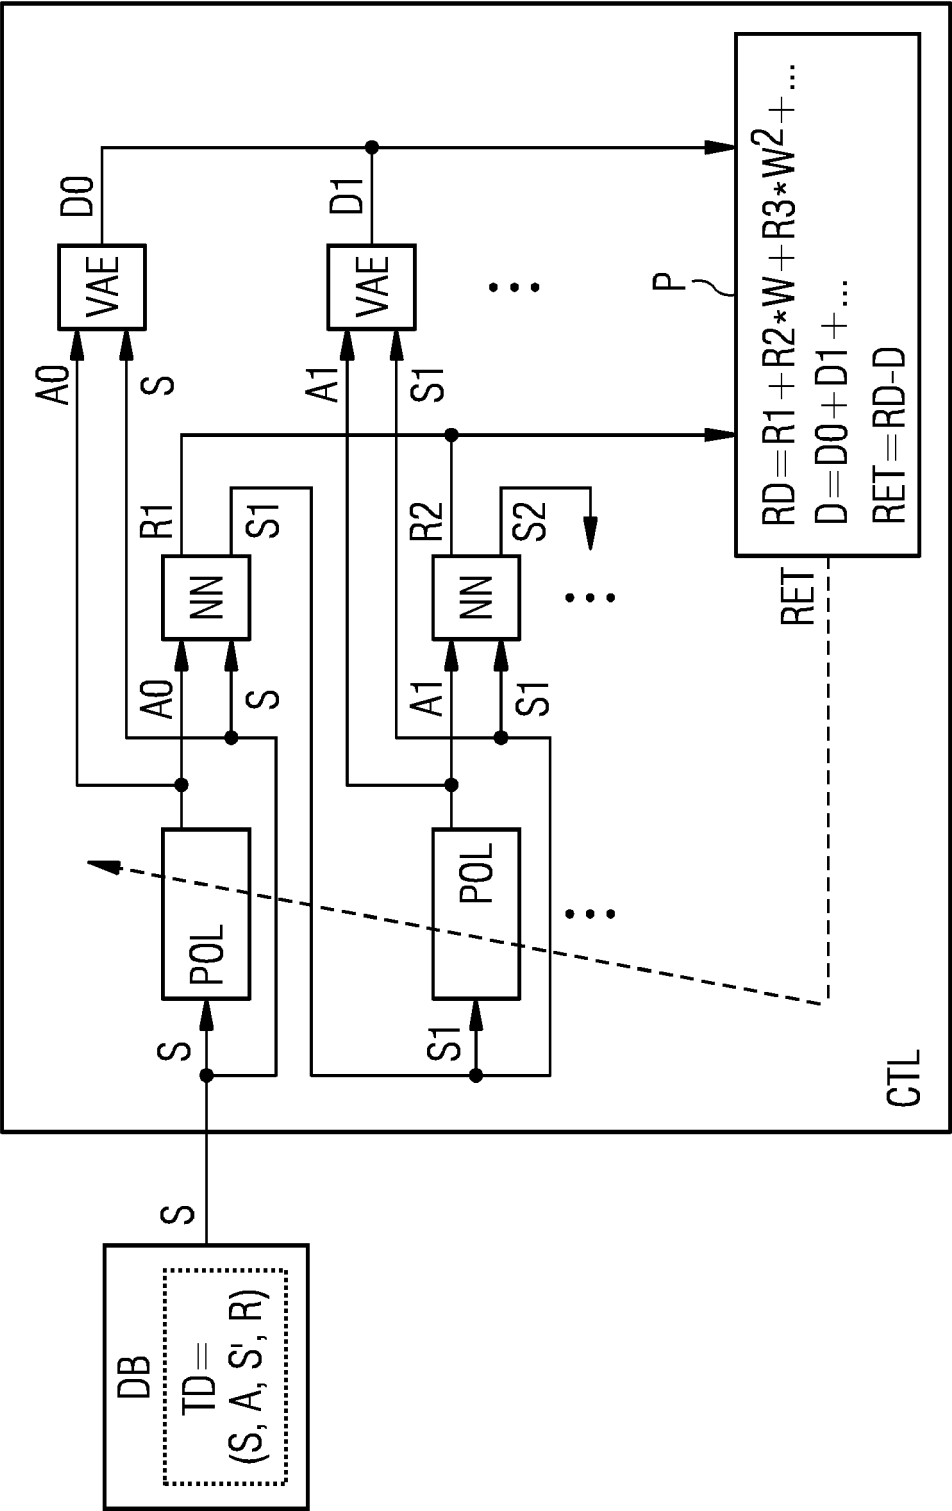 DB
TD=
(S, A, S', R)
S
CTL
S
POL
A0
S
NN
R1
S1
A0
S
VAE
D0
S1
POL
A1
S1
NN
R2
S2
A1
S1
VAE
D1
...
...
...
P
RD=R1+R2*W+R3*W2+...
D=D0+D1+...
RET=RD-D
RET